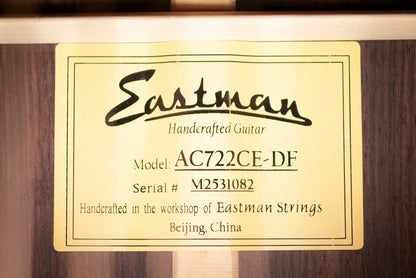 Eastman
Handcrafted Guitar
Model: AC722CE-DF
Serial # M2531082
Handcrafted in the workshop of Eastman Strings
Beijing, China